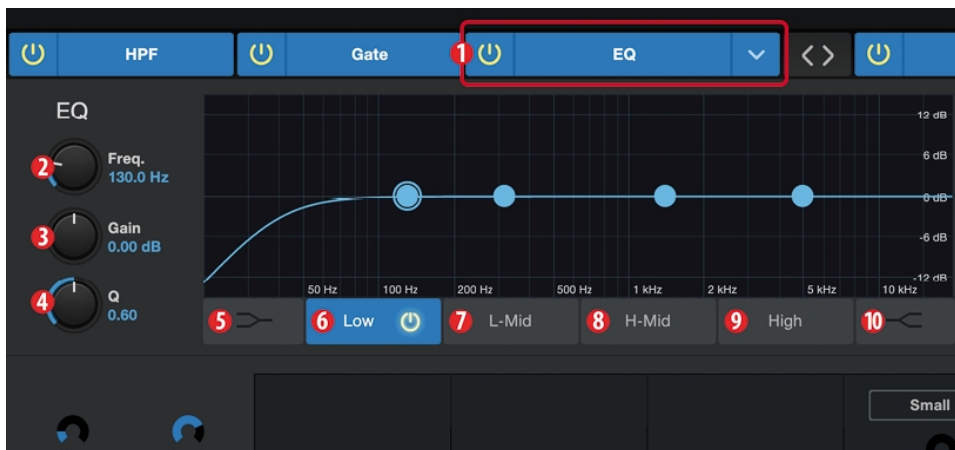 HPF
Gate
1
EQ
EQ
12 dB
2
Freq.
130.0 Hz
6 dB
0 dB
3
Gain
0.00 dB
-6 dB
4
Q
0.60
-12 dB
50 Hz 100 Hz 200 Hz 500 Hz 1 kHz 2 kHz 5 kHz 10 kHz
5
6 Low
7 L-Mid
8 H-Mid
9 High
10
Small